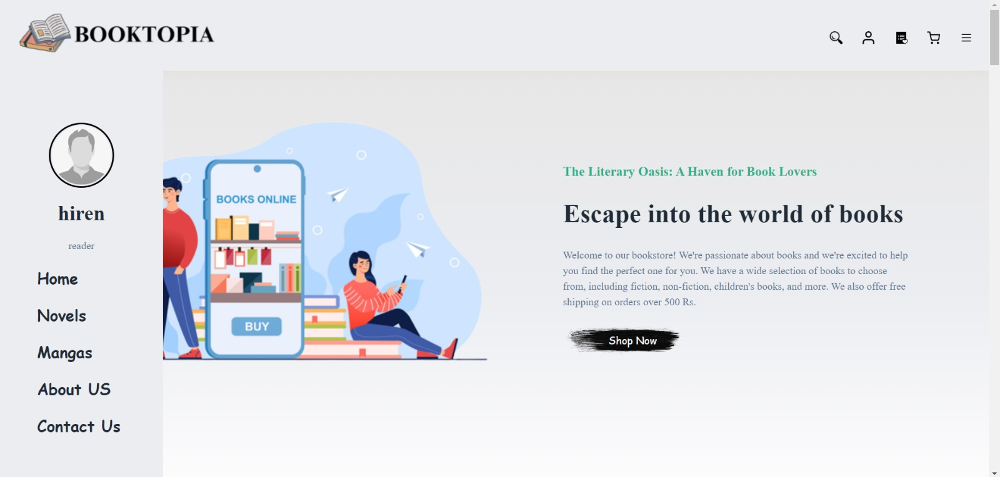 BOOKTOPIA
hiren
reader
Home
Novels
Mangas
About US
Contact Us
BOOKS ONLINE
BUY
The Literary Oasis: A Haven for Book Lovers
Escape into the world of books
Welcome to our bookstore! We're passionate about books and we're excited to help
you find the perfect one for you. We have a wide selection of books to choose
from, including fiction, non-fiction, children's books, and more. We also offer free
shipping on orders over 500 Rs.
Shop Now